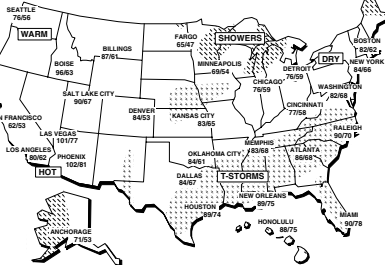 SEATTLE
76/56
WARM
BILLINGS
87/61
BOISE
96/63
FARGO
65/47
SHOWERS
MINNEAPOLIS
69/54
DETROIT
76/59
CHICAGO
76/59
BOSTON
82/62
DRY
NEW YORK
84/66
WASHINGTON
82/68
SALT LAKE CITY
90/67
DENVER
84/53
KANSAS CITY
83/65
CINCINNATI
77/58
RALEIGH
90/70
N FRANCISCO
62/53
LAS VEGAS
101/77
LOS ANGELES
80/62
PHOENIX
102/81
HOT
OKLAHOMA CITY
84/61
MEMPHIS
83/68
ATLANTA
86/68
DALLAS
84/67
T-STORMS
NEW ORLEANS
89/75
HOUSTON
89/74
MIAMI
90/78
HONOLULU
88/75
ANCHORAGE
71/53